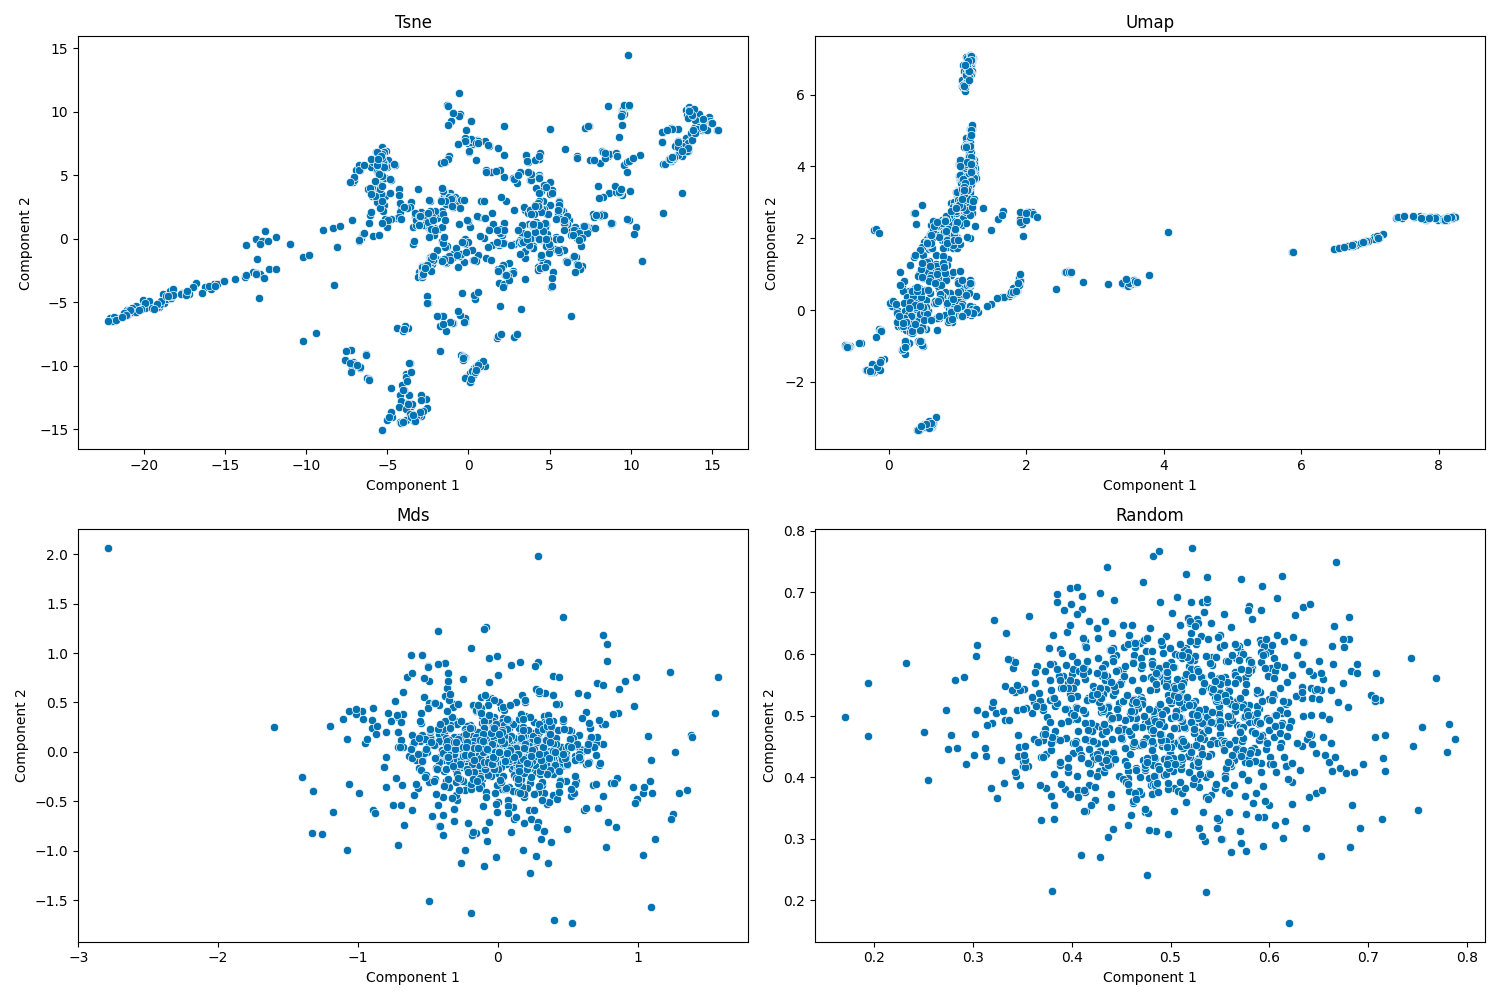 Tsne
15
10
5
0
−5
−10
−15
Component 2
−20 −15 −10 −5 0 5 10 15
Component 1
Umap
6
4
2
0
−2
Component 2
0 2 4 6 8
Component 1
Mds
2.0
1.5
1.0
0.5
0.0
−0.5
−1.0
−1.5
Component 2
−3 −2 −1 0 1
Component 1
Random
0.8
0.7
0.6
0.5
0.4
0.3
0.2
Component 2
0.2 0.3 0.4 0.5 0.6 0.7 0.8
Component 1